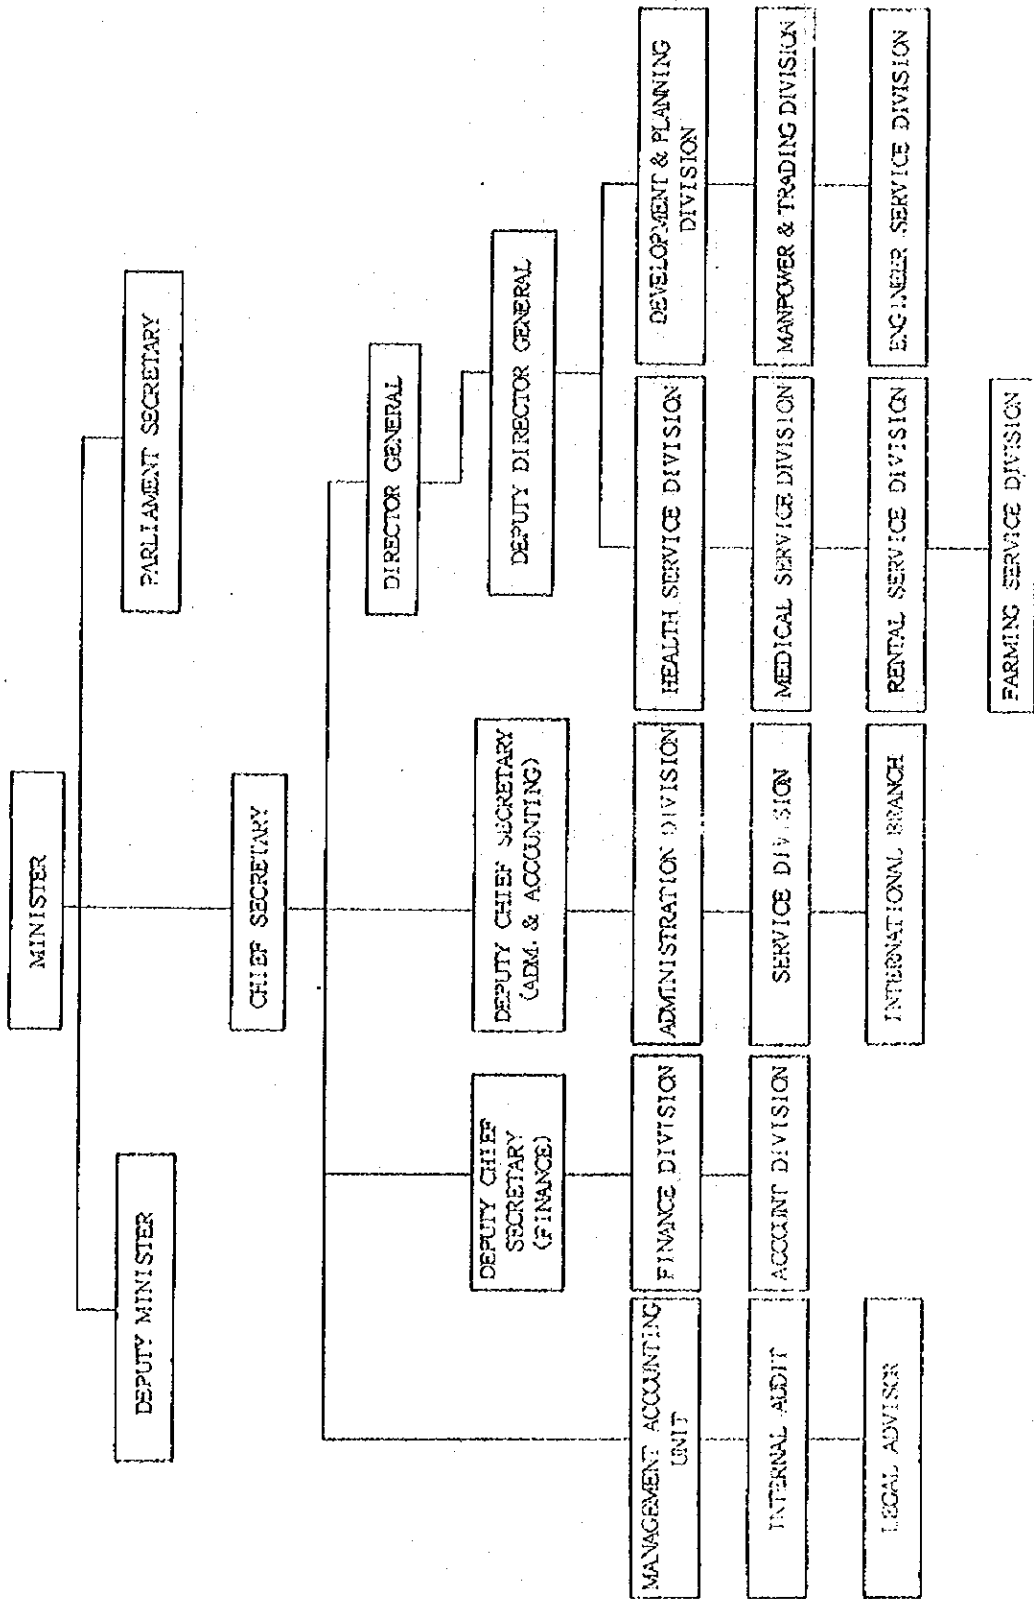 MINISTER
DEPUTY MINISTER
PARLIAMENT SECRETARY
CHIEF SECRETARY
DIRECTOR GENERAL
DEPUTY CHIEF
SECRETARY
(FINANCE)
DEPUTY CHIEF SECRETARY
(ADM. & ACCOUNTING)
DEPUTY DIRECTOR GENERAL
MANAGEMENT ACCOUNTING
UNIT
FINANCE DIVISION
ADMINISTRATION DIVISION
HEALTH SERVICE DIVISION
DEVELOPMENT & PLANNING
DIVISION
INTERNAL AUDIT
ACCOUNT DIVISION
SERVICE DIVISION
MEDICAL SERVICE DIVISION
MANPOWER & TRADING DIVISION
LEGAL ADVISOR
INTERNATIONAL BRANCH
RENTAL SERVICE DIVISION
ENGINEER SERVICE DIVISION
FARMING SERVICE DIVISION